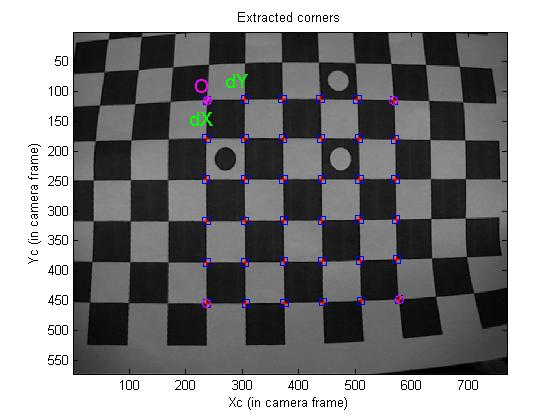 Extracted corners
50
O
dY
100
dX
150
200
250
300
350
400
450
500
550
Yc (in camera frame)
100 200 300 400 500 600 700
Xc (in camera frame)